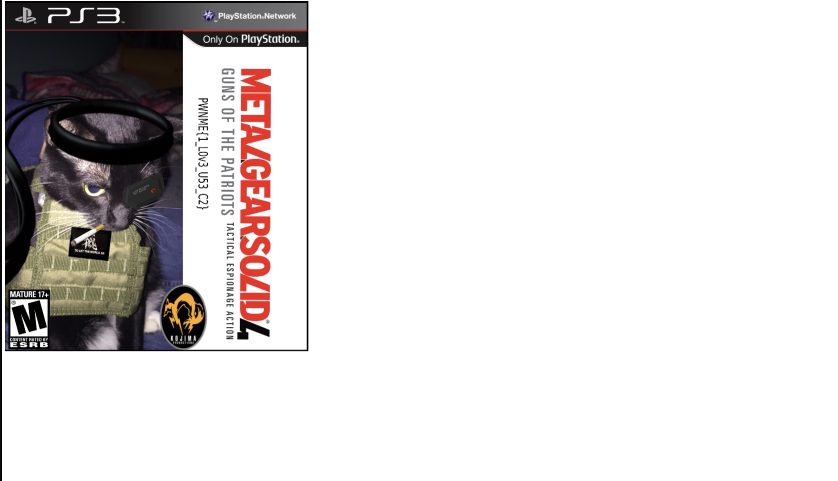 PS3
PlayStation®Network
Only On PlayStation®
METAL GEAR SOLID 4
GUNS OF THE PATRIOTS
TACTICAL ESPIONAGE ACTION
PWNME{1_L0v3_U53_C2}
MATURE 17+
M
CONTENT RATED BY
ESRB
KOJIMA
PRODUCTIONS